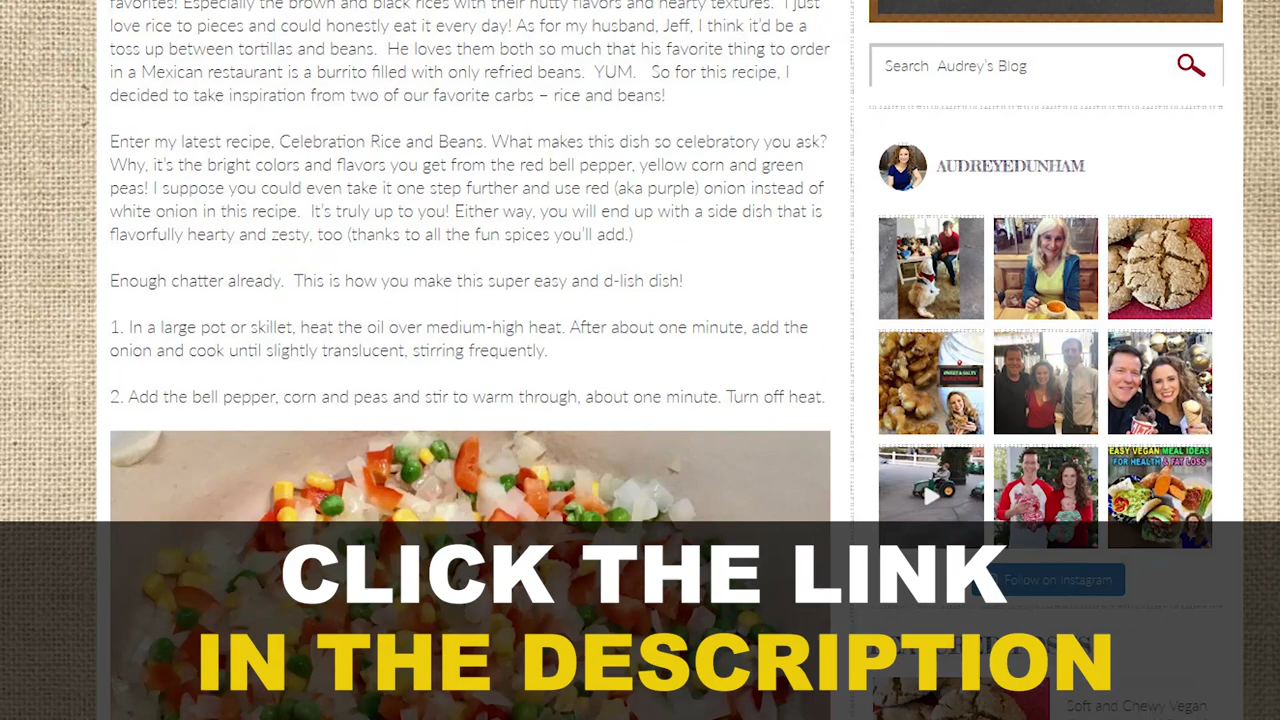 favorites! Especially the brown and black rices with their nutty flavors and hearty textures. I just
love rice to pieces and could honestly eat it every day! As for my husband, Jeff, I think it'd be a
toss up between tortillas and beans. He loves them both so much that his favorite thing to order
in a Mexican restaurant is a burrito filled with only refried beans. YUM. So for this recipe, I
decided to take inspiration from two of our favorite carbs – rice and beans!
Enter my latest recipe, Celebration Rice and Beans. What makes this dish so celebratory you ask?
Why it's the bright colors and flavors you get from the red bell pepper, yellow corn and green
peas. I suppose you could even take it one step further and use red (aka purple) onion instead of
white onion in this recipe. It's truly up to you! Either way, you will end up with a side dish that is
flavorfully hearty and zesty
to all the fun spices you'll add.)
Enough chatter already. This is how you make this super easy and d-lish dish!
1. In a large pot or skillet, heat the oil over medium-high heat. After about one minute, add the
onion and cook until slightly translucent, stirring frequently.
2. Add the bell pepper, corn and peas and stir to warm through, about one minute. Turn off heat.
Search Audrey's Blog
AUDREYEDUNHAM
SWEET & SALTY
EASY VEGAN MEAL IDEAS
FOR HEALTH & FAT LOSS
Follow on Instagram
Soft and Chewy Vegan
CLICK THE LINK
IN THE DESCRIPTION